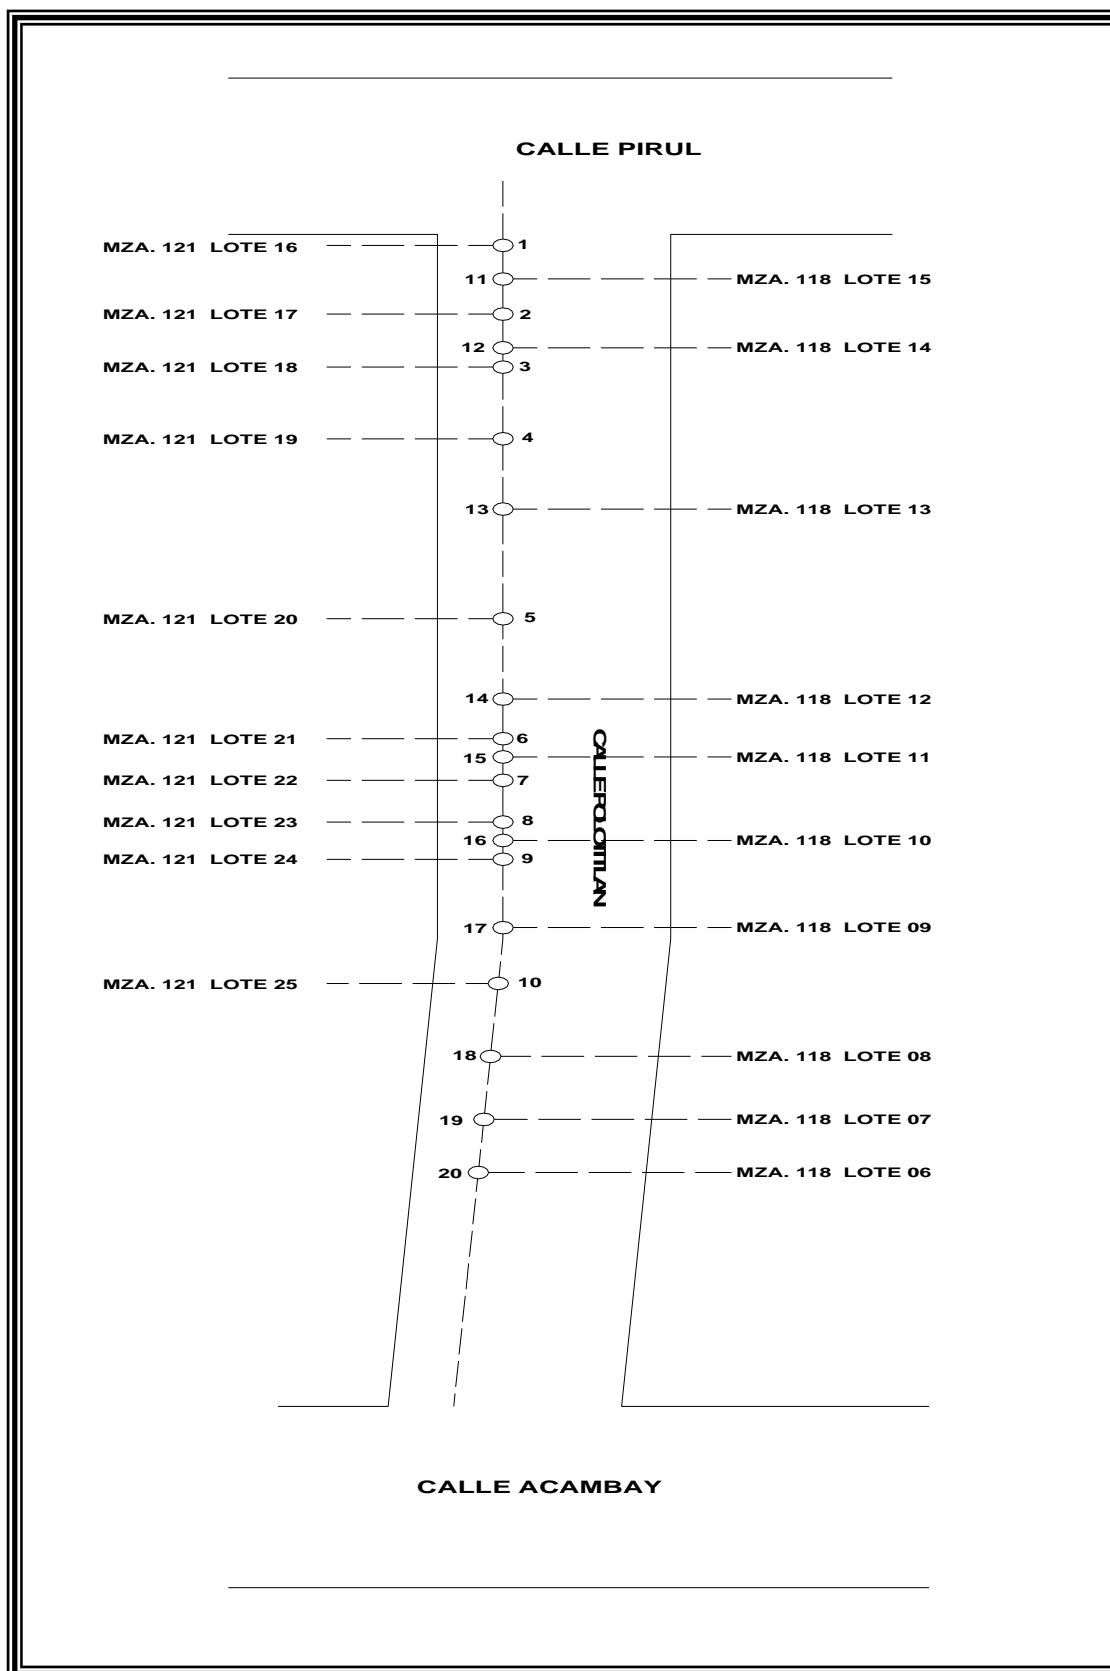 CALLE PIRUL
MZA. 121 LOTE 16 1
11 MZA. 118 LOTE 15
MZA. 121 LOTE 17 2
12 MZA. 118 LOTE 14
MZA. 121 LOTE 18 3
MZA. 121 LOTE 19 4
13 MZA. 118 LOTE 13
MZA. 121 LOTE 20 5
14 MZA. 118 LOTE 12
MZA. 121 LOTE 21 6
CALLE POLOTITLAN
15 MZA. 118 LOTE 11
MZA. 121 LOTE 22 7
MZA. 121 LOTE 23 8
16 MZA. 118 LOTE 10
MZA. 121 LOTE 24 9
17 MZA. 118 LOTE 09
MZA. 121 LOTE 25 10
18 MZA. 118 LOTE 08
19 MZA. 118 LOTE 07
20 MZA. 118 LOTE 06
CALLE ACAMBAY